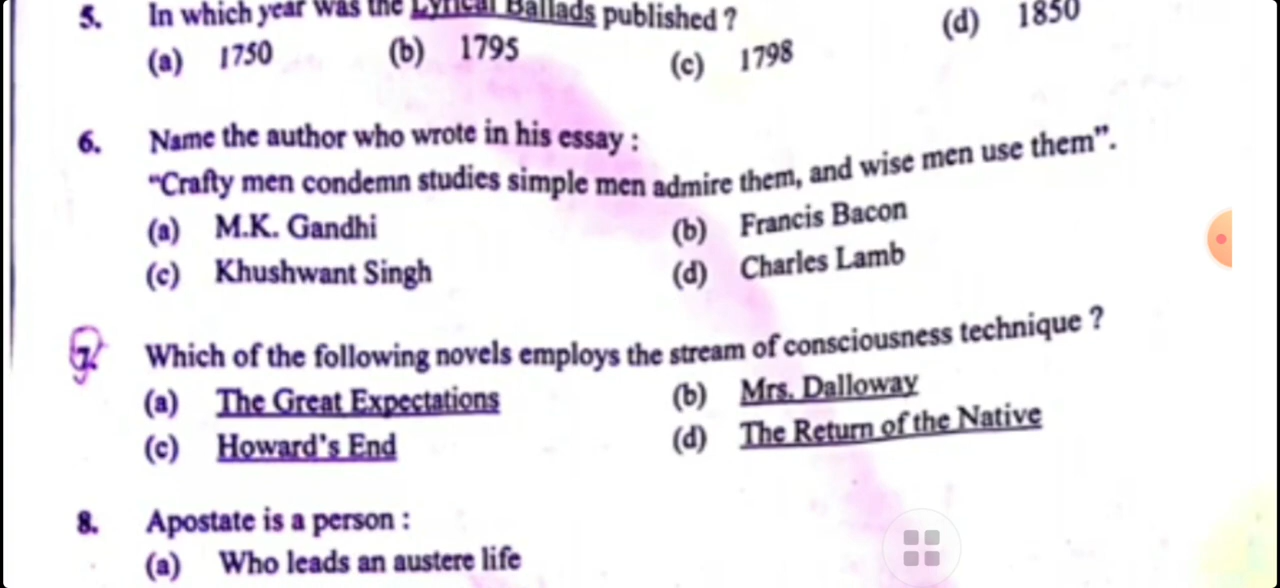 5. In which year was the Lyrical Ballads published ?
(a) 1750 (b) 1795 (c) 1798 (d) 1850
6. Name the author who wrote in his essay :
“Crafty men condemn studies simple men admire them, and wise men use them”.
(a) M.K. Gandhi (b) Francis Bacon
(c) Khushwant Singh (d) Charles Lamb
7. Which of the following novels employs the stream of consciousness technique ?
(a) The Great Expectations (b) Mrs. Dalloway
(c) Howard’s End (d) The Return of the Native
8. Apostate is a person :
(a) Who leads an austere life